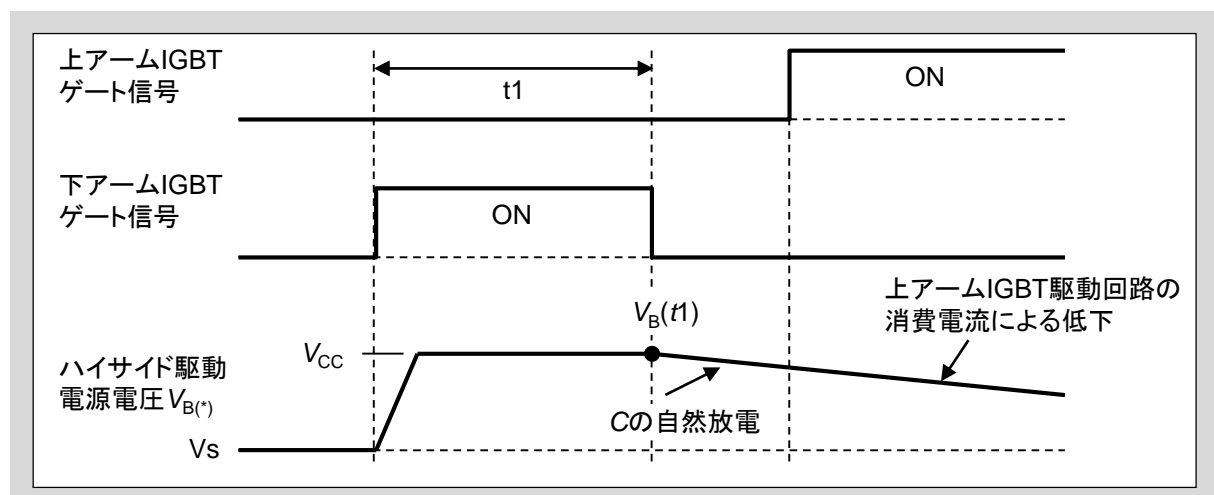 上アームIGBT
ゲート信号
t1
ON
下アームIGBT
ゲート信号
ON
上アームIGBT駆動回路の
消費電流による低下
VB(t1)
VCC
ハイサイド駆動
電源電圧VB(*)
Cの自然放電
Vs